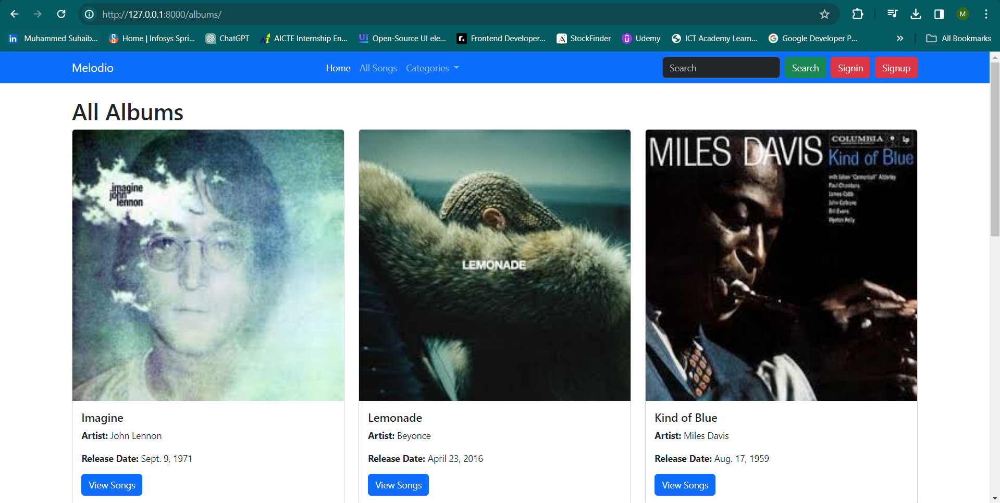 http://127.0.0.1:8000/albums/
M
Muhammed Suhaib... Home | Infosys Spri... ChatGPT AICTE Internship En... Open-Source UI ele... Frontend Developer... StockFinder Udemy ICT Academy Learn... Google Developer P... » All Bookmarks
Melodio Home All Songs Categories Search Search Signin Signup
All Albums
imagine
john
lennon
LEMONADE
MILES DAVIS
COLUMBIA Lp
Kind of Blue
with Julian "Cannonball" Adderley
Paul Chambers
James Cobb
John Coltrane
Bill Evans
Wynton Kelly
Imagine
Artist: John Lennon
Release Date: Sept. 9, 1971
View Songs
Lemonade
Artist: Beyonce
Release Date: April 23, 2016
View Songs
Kind of Blue
Artist: Miles Davis
Release Date: Aug. 17, 1959
View Songs